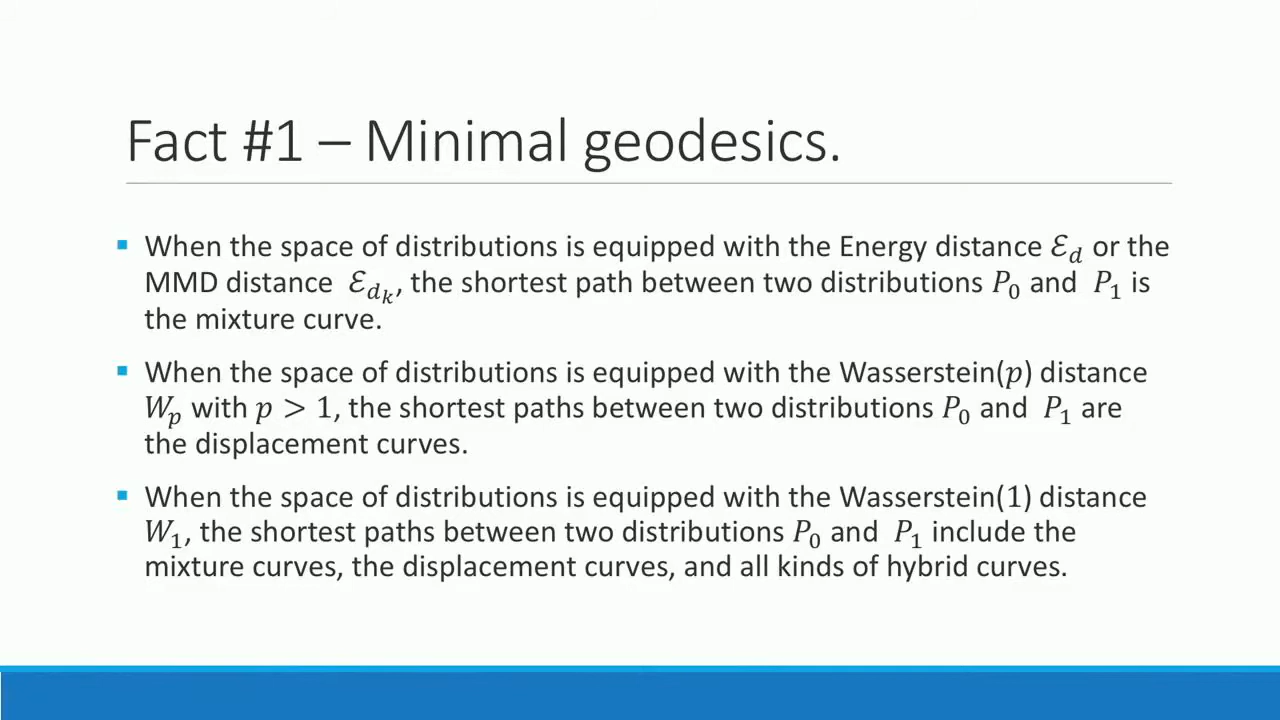 Fact #1 – Minimal geodesics.
When the space of distributions is equipped with the Energy distance ℰ_d or the
MMD distance ℰ_{d_k}, the shortest path between two distributions P_0 and P_1 is
the mixture curve.
When the space of distributions is equipped with the Wasserstein(p) distance
W_p with p > 1, the shortest paths between two distributions P_0 and P_1 are
the displacement curves.
When the space of distributions is equipped with the Wasserstein(1) distance
W_1, the shortest paths between two distributions P_0 and P_1 include the
mixture curves, the displacement curves, and all kinds of hybrid curves.